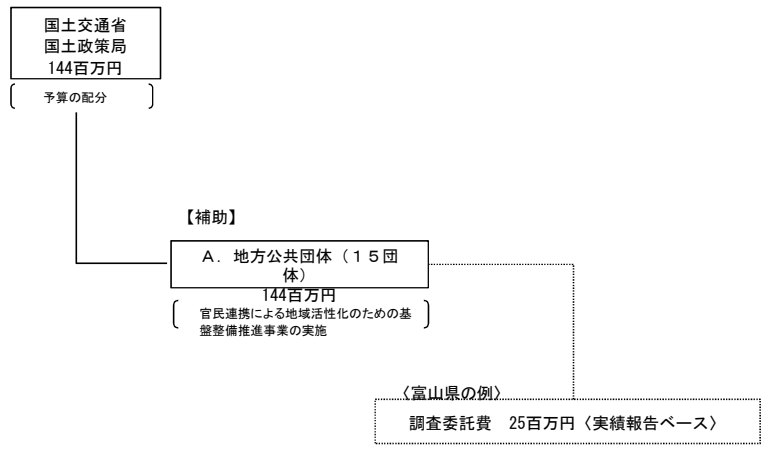 国土交通省
国土政策局
144百万円
予算の配分
【補助】
Ａ．地方公共団体（１５団
体）
144百万円
官民連携による地域活性化のための基
盤整備推進事業の実施
〈富山県の例〉
調査委託費　25百万円〈実績報告ベース〉